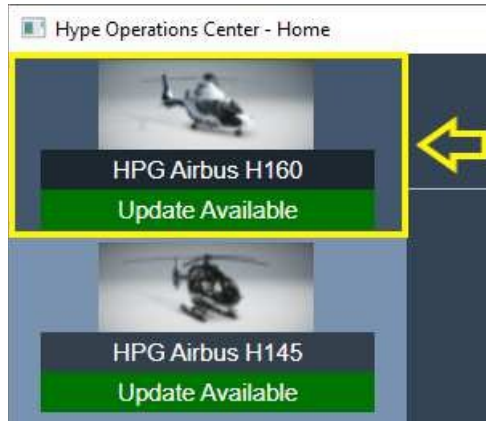 Hype Operations Center - Home
HPG Airbus H160
Update Available
HPG Airbus H145
Update Available